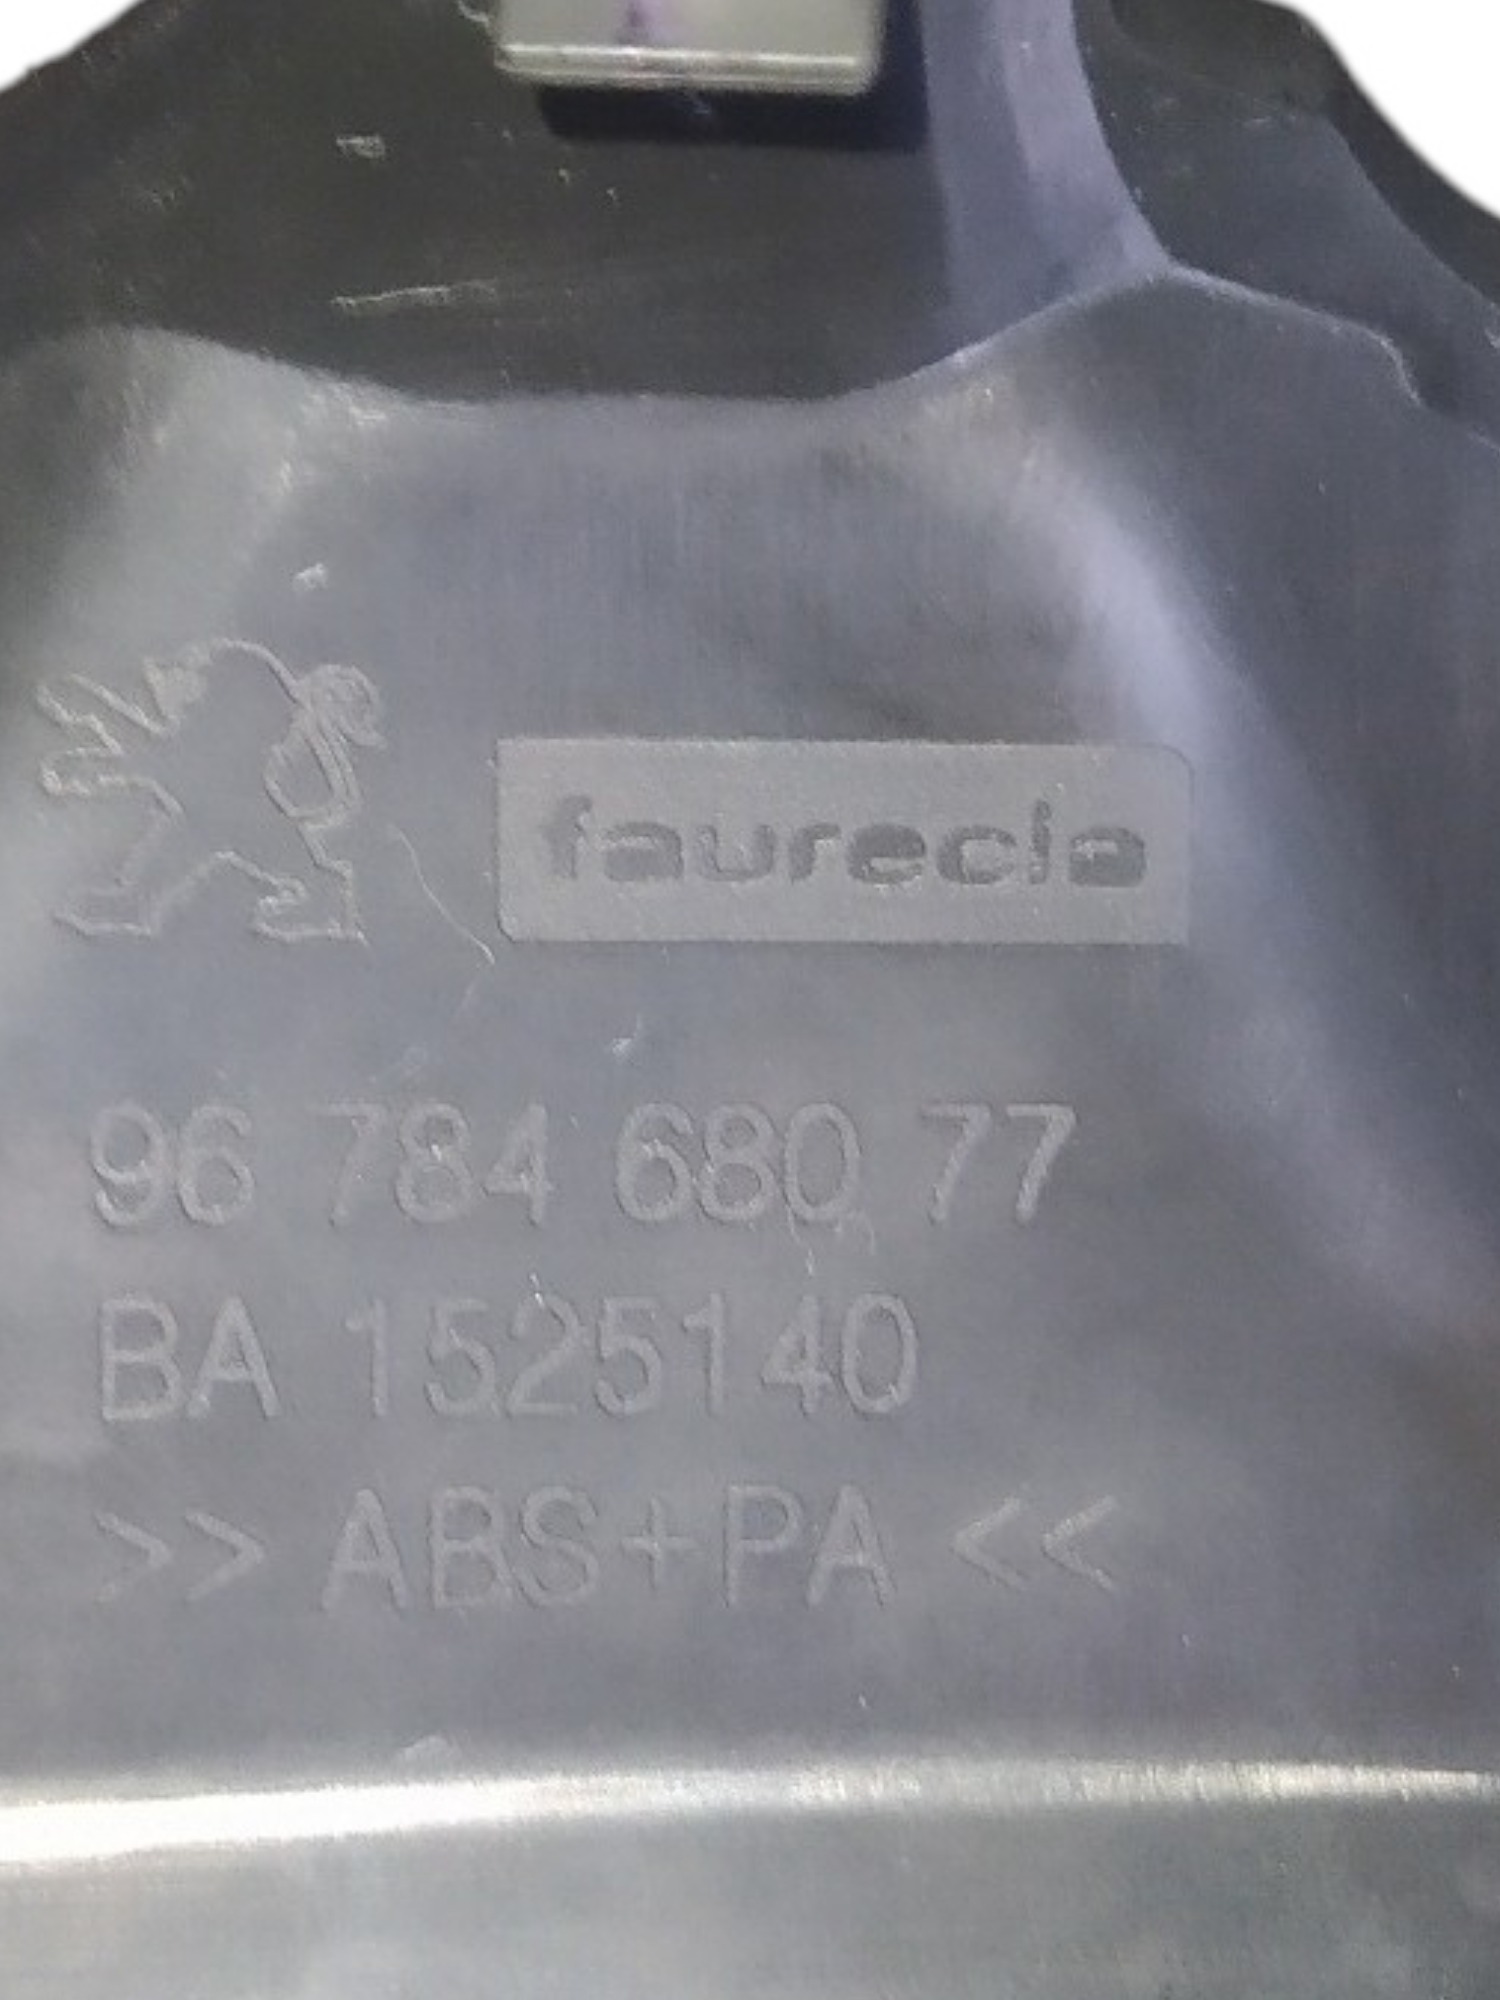 faurecia
96 784 680 77
BA 1525140
>> ABS+PA <<